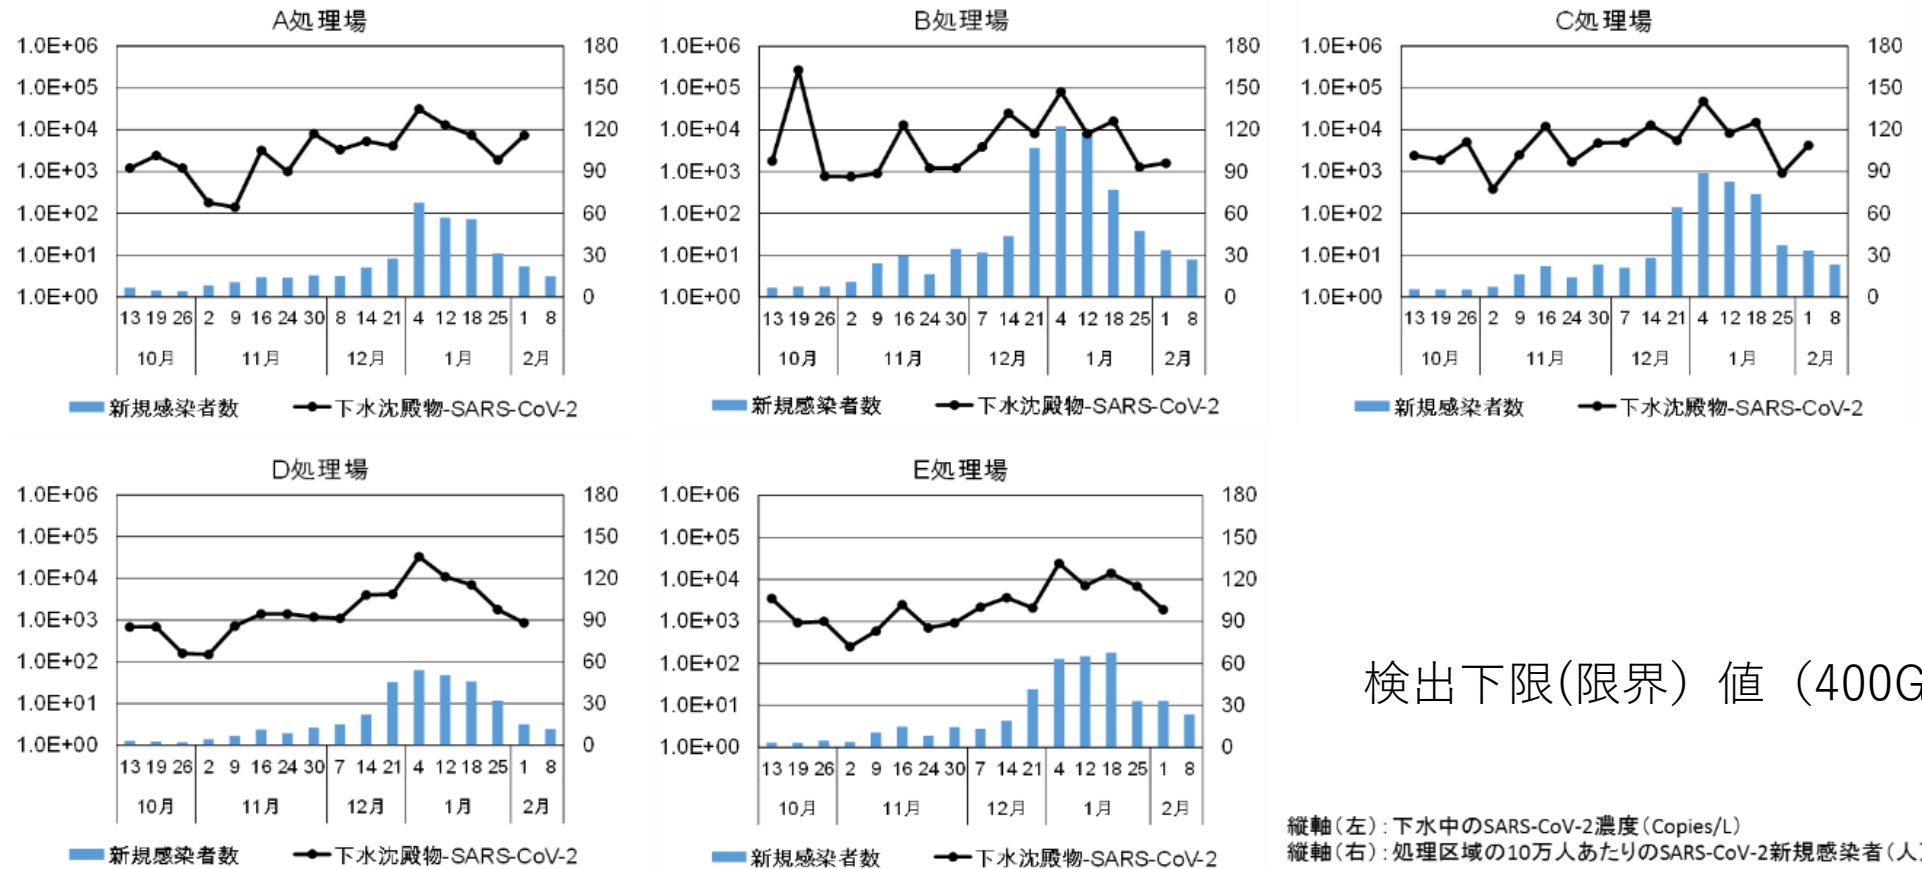 A処理場
1.0E+06
1.0E+05
1.0E+04
1.0E+03
1.0E+02
1.0E+01
1.0E+00
180
150
120
90
60
30
0
13 19 26 2 9 16 24 30 8 14 21 4 12 18 25 1 8
10月 11月 12月 1月 2月
新規感染者数 下水沈殿物-SARS-CoV-2
B処理場
1.0E+06
1.0E+05
1.0E+04
1.0E+03
1.0E+02
1.0E+01
1.0E+00
180
150
120
90
60
30
0
13 19 26 2 9 16 24 30 7 14 21 4 12 18 25 1 8
10月 11月 12月 1月 2月
新規感染者数 下水沈殿物-SARS-CoV-2
C処理場
1.0E+06
1.0E+05
1.0E+04
1.0E+03
1.0E+02
1.0E+01
1.0E+00
180
150
120
90
60
30
0
13 19 26 2 9 16 24 30 7 14 21 4 12 18 25 1 8
10月 11月 12月 1月 2月
新規感染者数 下水沈殿物-SARS-CoV-2
D処理場
1.0E+06
1.0E+05
1.0E+04
1.0E+03
1.0E+02
1.0E+01
1.0E+00
180
150
120
90
60
30
0
13 19 26 2 9 16 24 30 7 14 21 4 12 18 25 1 8
10月 11月 12月 1月 2月
新規感染者数 下水沈殿物-SARS-CoV-2
E処理場
1.0E+06
1.0E+05
1.0E+04
1.0E+03
1.0E+02
1.0E+01
1.0E+00
180
150
120
90
60
30
0
13 19 26 2 9 16 24 30 7 14 21 4 12 18 25 1 8
10月 11月 12月 1月 2月
新規感染者数 下水沈殿物-SARS-CoV-2
検出下限(限界）値（400G
縦軸（左）：下水中のSARS-CoV-2濃度（Copies/L）
縦軸（右）：処理区域の10万人あたりのSARS-CoV-2新規感染者（人）